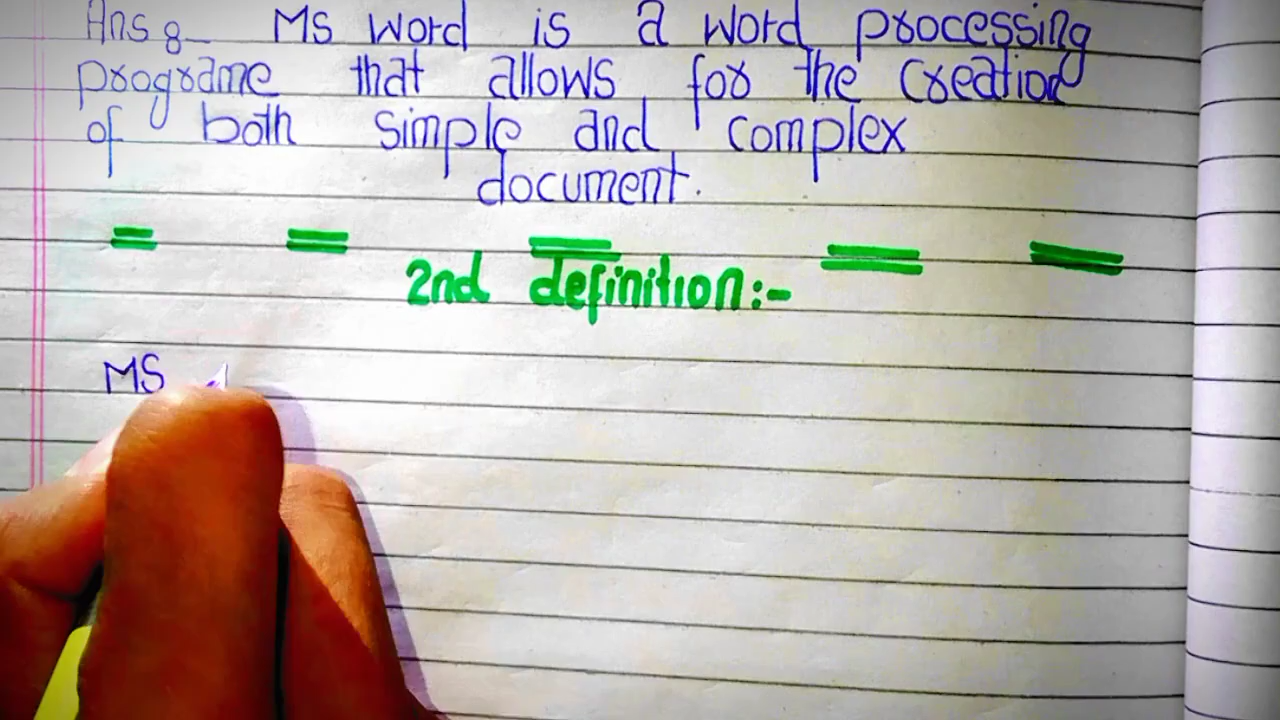 Ans 8- Ms word is a word processing
programe that allows for the creation
of both simple and complex
document.
2nd definition:-
MS